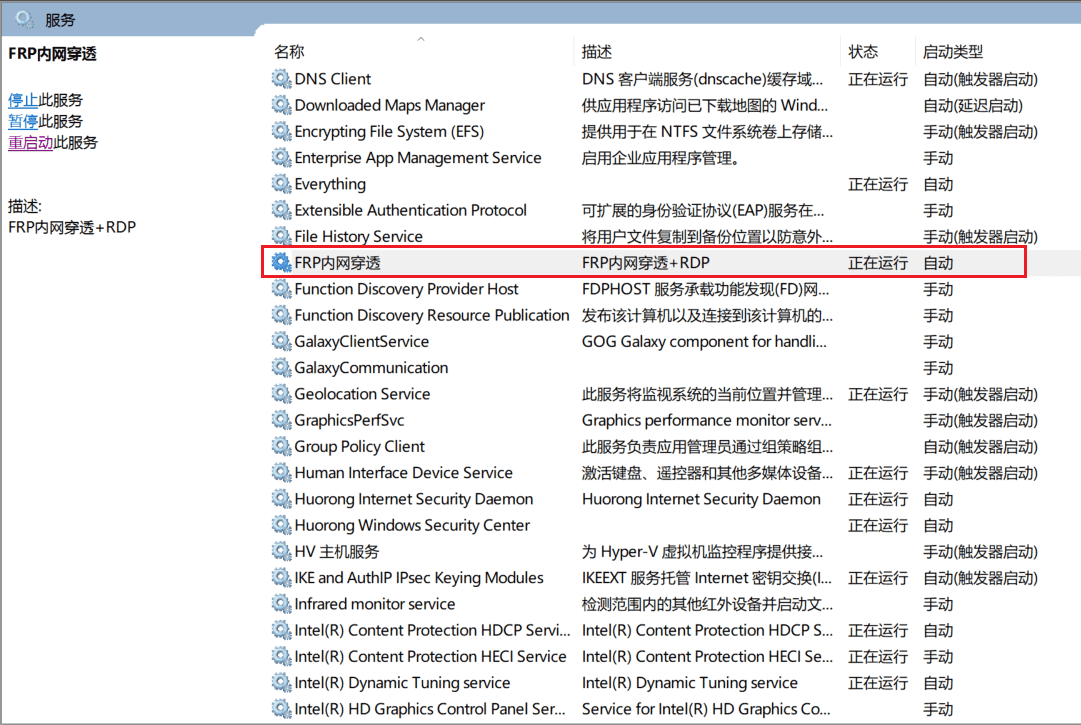 服务
FRP内网穿透
停止此服务
暂停此服务
重启动此服务
描述:
FRP内网穿透+RDP
名称 描述 状态 启动类型
DNS Client DNS 客户端服务(dnscache)缓存域... 正在运行 自动(触发器启动)
Downloaded Maps Manager 供应用程序访问已下载地图的 Wind... 自动(延迟启动)
Encrypting File System (EFS) 提供用于在 NTFS 文件系统卷上存储... 手动(触发器启动)
Enterprise App Management Service 启用企业应用程序管理。 手动
Everything 正在运行 自动
Extensible Authentication Protocol 可扩展的身份验证协议(EAP)服务在... 手动
File History Service 将用户文件复制到备份位置以防意外... 手动(触发器启动)
FRP内网穿透 FRP内网穿透+RDP 正在运行 自动
Function Discovery Provider Host FDPHOST 服务承载功能发现(FD)网... 手动
Function Discovery Resource Publication 发布该计算机以及连接到该计算机的... 手动
GalaxyClientService GOG Galaxy component for handli... 手动
GalaxyCommunication 手动
Geolocation Service 此服务将监视系统的当前位置并管理... 正在运行 手动(触发器启动)
GraphicsPerfSvc Graphics performance monitor serv... 手动(触发器启动)
Group Policy Client 此服务负责应用管理员通过组策略组... 自动(触发器启动)
Human Interface Device Service 激活键盘、遥控器和其他多媒体设备... 正在运行 手动(触发器启动)
Huorong Internet Security Daemon Huorong Internet Security Daemon 正在运行 自动
Huorong Windows Security Center 正在运行 自动
HV 主机服务 为 Hyper-V 虚拟机监控程序提供接... 手动(触发器启动)
IKE and AuthIP IPsec Keying Modules IKEEXT 服务托管 Internet 密钥交换(I... 正在运行 自动(触发器启动)
Infrared monitor service 检测范围内的其他红外设备并启动文... 手动
Intel(R) Content Protection HDCP Servi... Intel(R) Content Protection HDCP S... 正在运行 自动
Intel(R) Content Protection HECI Service Intel(R) Content Protection HECI Se... 正在运行 手动
Intel(R) Dynamic Tuning service Intel(R) Dynamic Tuning service 正在运行 自动
Intel(R) HD Graphics Control Panel Ser... Service for Intel(R) HD Graphics Co... 手动